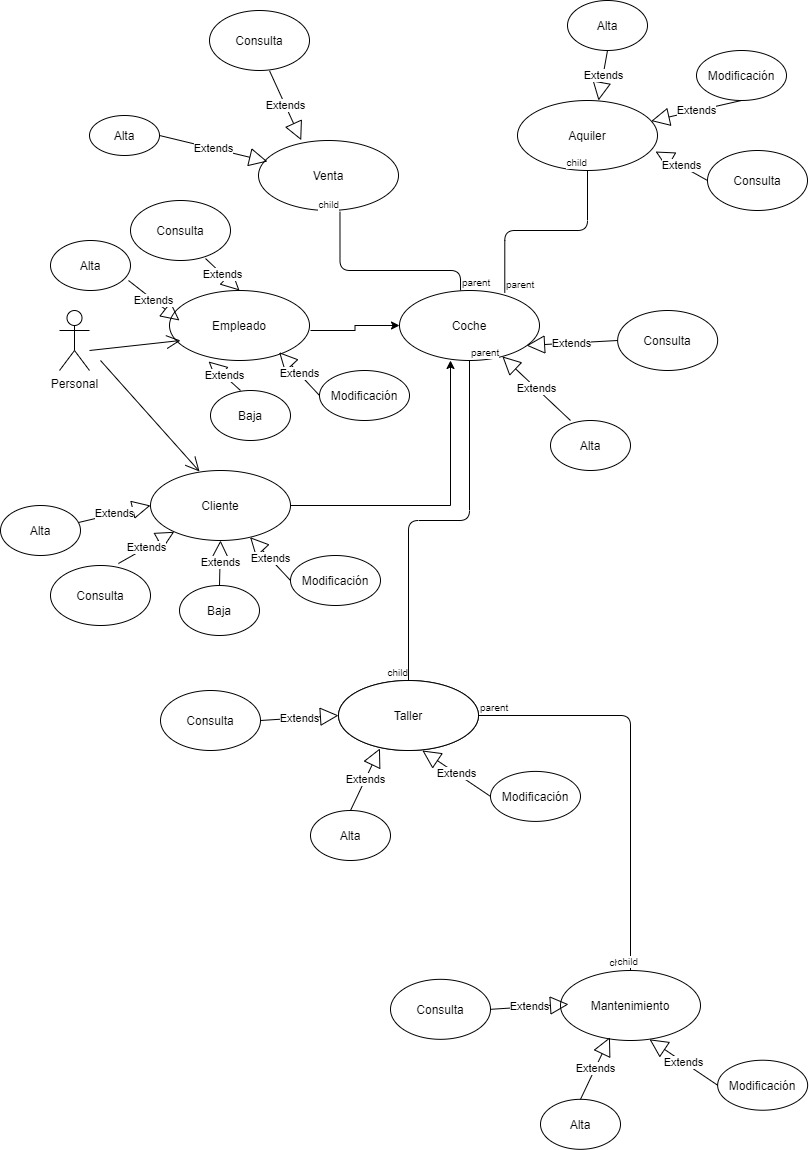 Alta
Consulta
Extends
Modificación
Extends
Extends
Alta
Extends
Aquiler
Extends
Consulta
child
Venta
child
Consulta
Alta
Extends
parent
parent
Extends
Empleado
Coche
Extends
Consulta
parent
Personal
Extends
Extends
Extends
Modificación
Baja
Alta
Cliente
Extends
Alta
Extends
Extends
Extends
Modificación
Consulta
Baja
child
parent
Consulta
Extends
Taller
Extends
Extends
Modificación
Alta
child
Consulta
Extends
Mantenimiento
Extends
Extends
Modificación
Alta